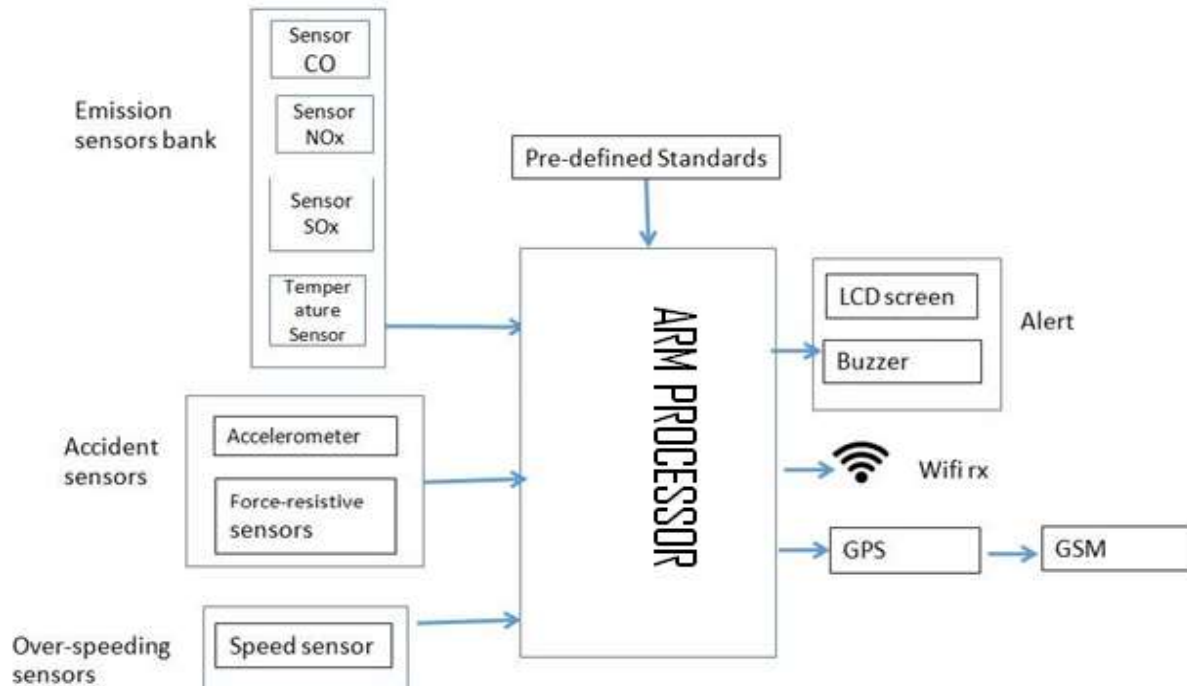 Sensor
CO
Emission
sensors bank
Sensor
NOx
Sensor
SOx
Temper
ature
Sensor
Pre-defined Standards
ARM PROCESSOR
LCD screen
Buzzer
Alert
Accident
sensors
Accelerometer
Force-resistive
sensors
Wifi rx
GPS
GSM
Over-speeding
sensors
Speed sensor